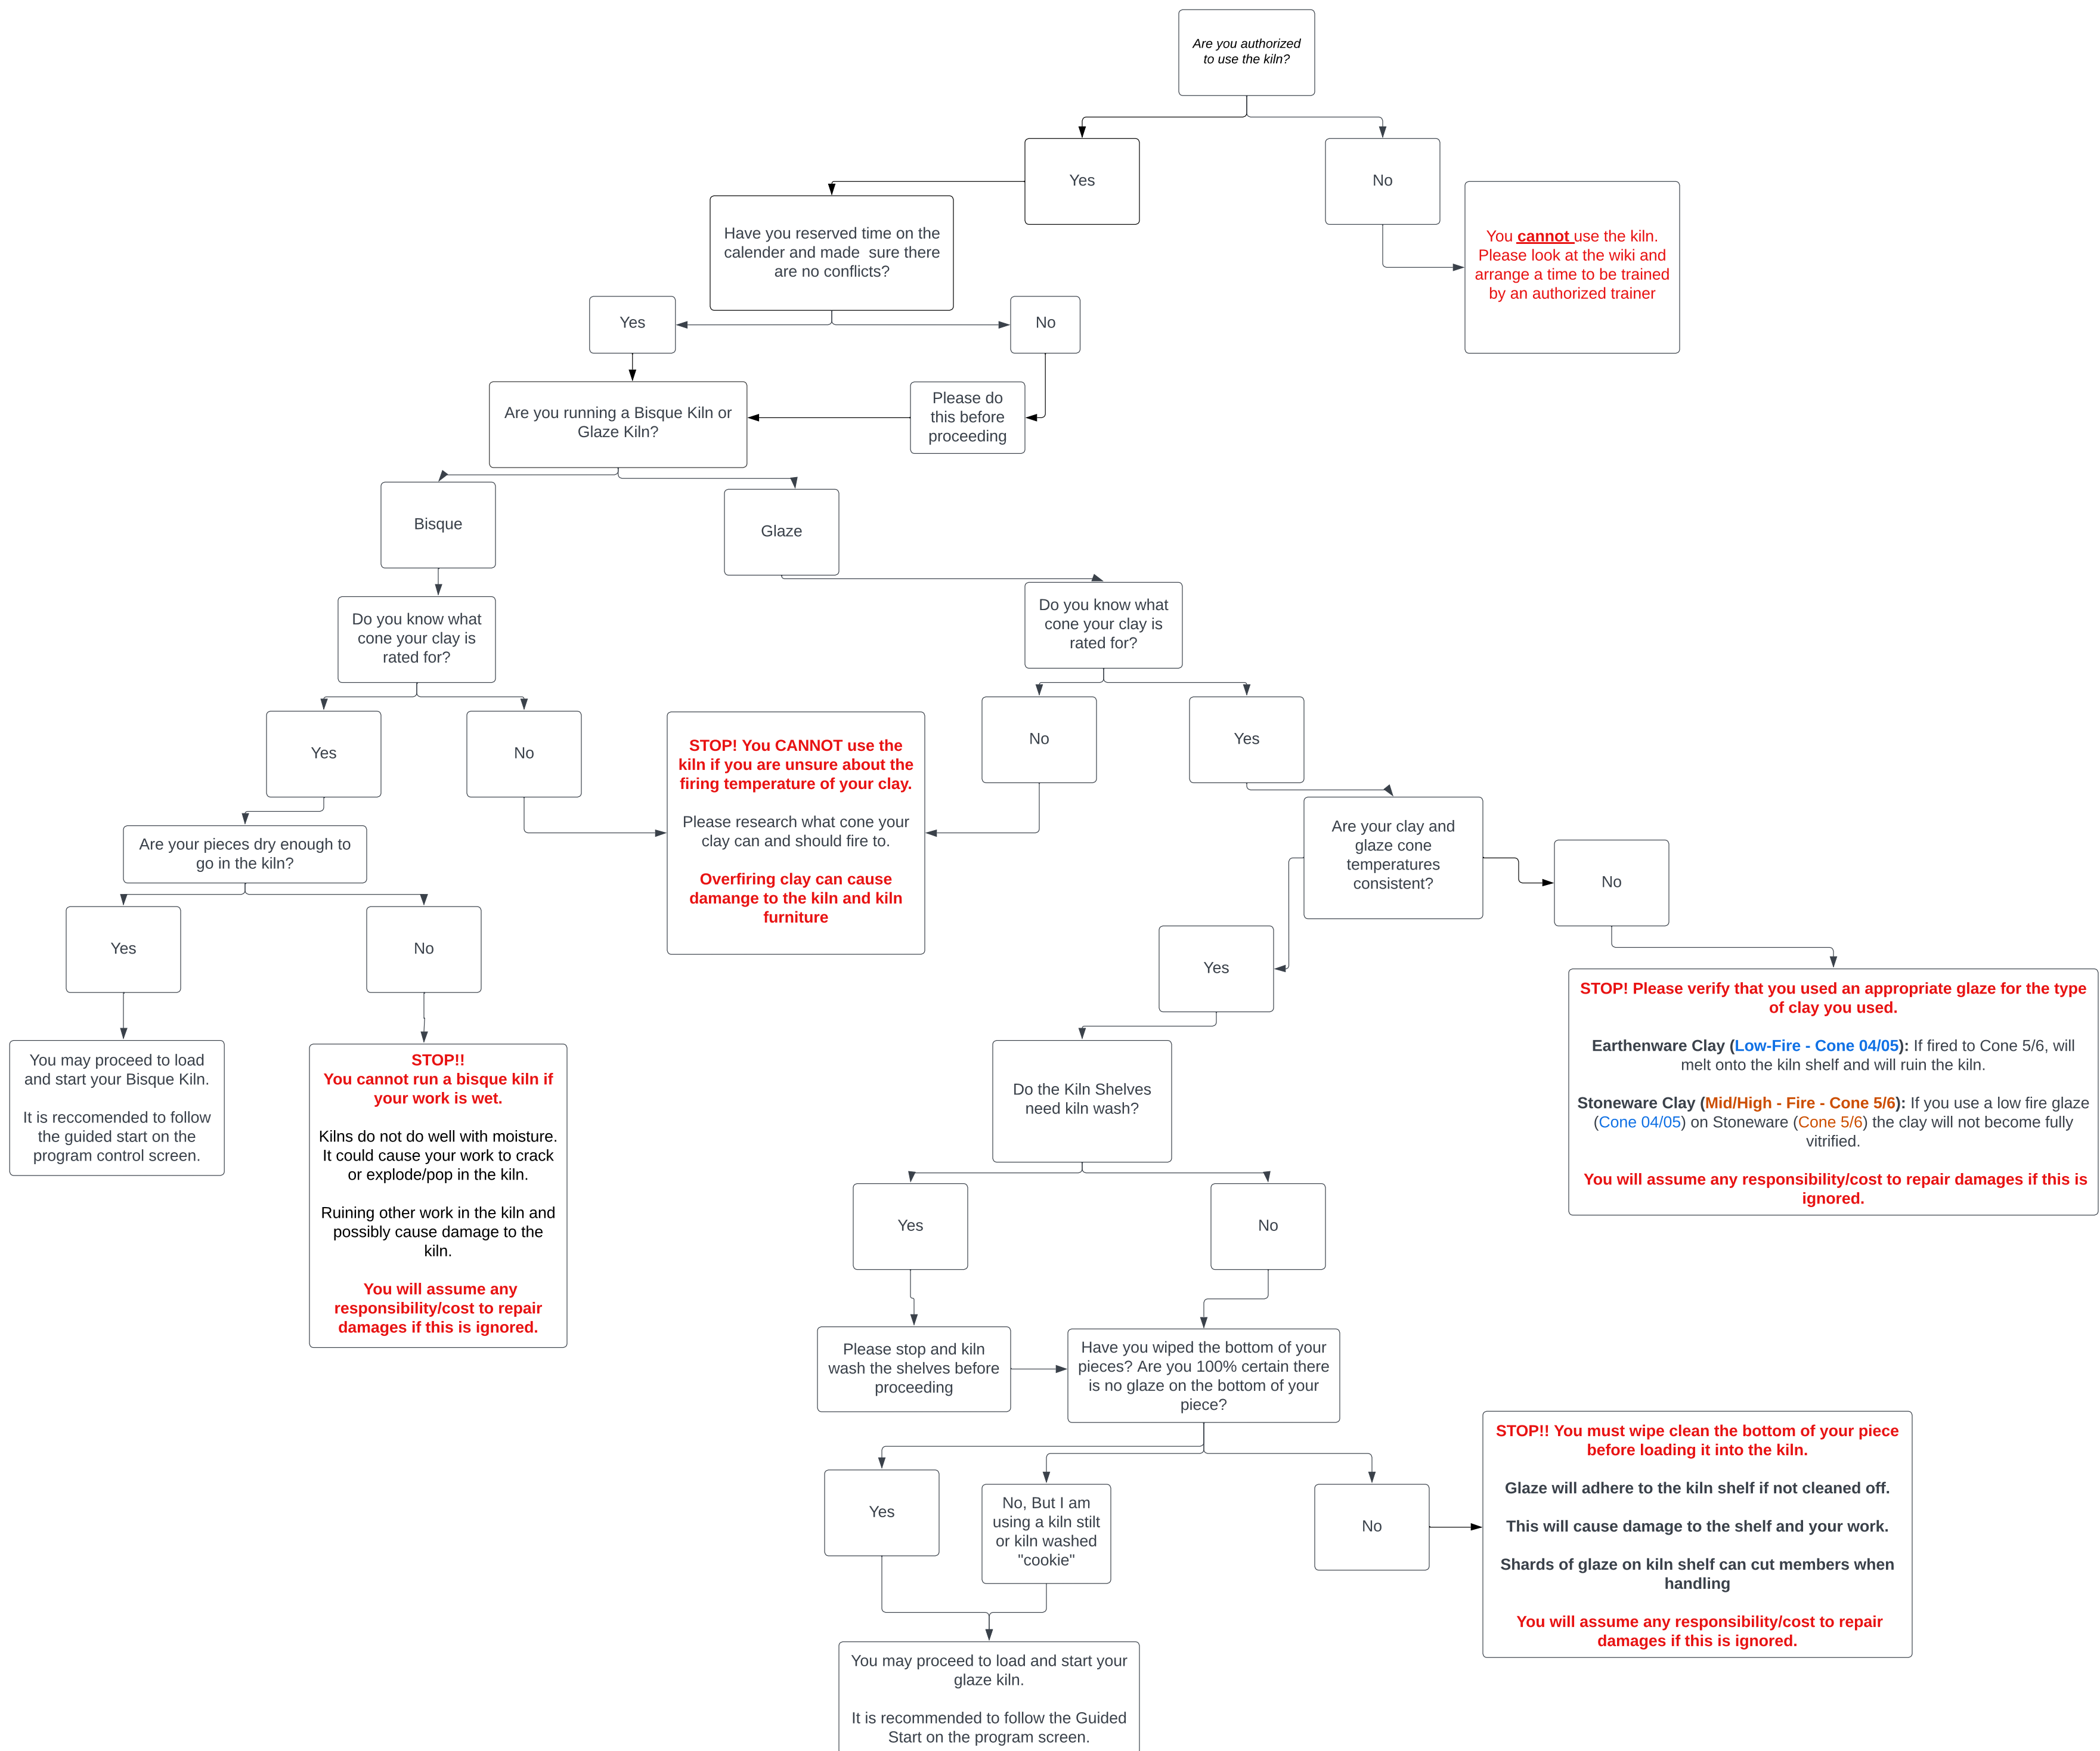 Are you authorized
to use the kiln?
Yes
No
Have you reserved time on the
calender and made  sure there
are no conflicts?
You cannot use the kiln.
Please look at the wiki and
arrange a time to be trained
by an authorized trainer
Yes
No
Are you running a Bisque Kiln or
Glaze Kiln?
Please do
this before
proceeding
Bisque
Glaze
Do you know what
cone your clay is
rated for?
Do you know what
cone your clay is
rated for?
Yes
No
STOP! You CANNOT use the
kiln if you are unsure about the
firing temperature of your clay.
Please research what cone your
clay can and should fire to.
Overfiring clay can cause
damange to the kiln and kiln
furniture
No
Yes
Are your pieces dry enough to
go in the kiln?
Are your clay and
glaze cone
temperatures
consistent?
No
Yes
No
Yes
STOP! Please verify that you used an appropriate glaze for the type
of clay you used.
Earthenware Clay (Low-Fire - Cone 04/05): If fired to Cone 5/6, will
melt onto the kiln shelf and will ruin the kiln.
Stoneware Clay (Mid/High - Fire - Cone 5/6): If you use a low fire glaze
(Cone 04/05) on Stoneware (Cone 5/6) the clay will not become fully
vitrified.
You will assume any responsibility/cost to repair damages if this is
ignored.
You may proceed to load
and start your Bisque Kiln.
It is reccomended to follow
the guided start on the
program control screen.
STOP!!
You cannot run a bisque kiln if
your work is wet.
Kilns do not do well with moisture.
It could cause your work to crack
or explode/pop in the kiln.
Ruining other work in the kiln and
possibly cause damage to the
kiln.
You will assume any
responsibility/cost to repair
damages if this is ignored.
Do the Kiln Shelves
need kiln wash?
Yes
No
Please stop and kiln
wash the shelves before
proceeding
Have you wiped the bottom of your
pieces? Are you 100% certain there
is no glaze on the bottom of your
piece?
Yes
No, But I am
using a kiln stilt
or kiln washed
"cookie"
No
STOP!! You must wipe clean the bottom of your piece
before loading it into the kiln.
Glaze will adhere to the kiln shelf if not cleaned off.
This will cause damage to the shelf and your work.
Shards of glaze on kiln shelf can cut members when
handling
You will assume any responsibility/cost to repair
damages if this is ignored.
You may proceed to load and start your
glaze kiln.
It is recommended to follow the Guided
Start on the program screen.